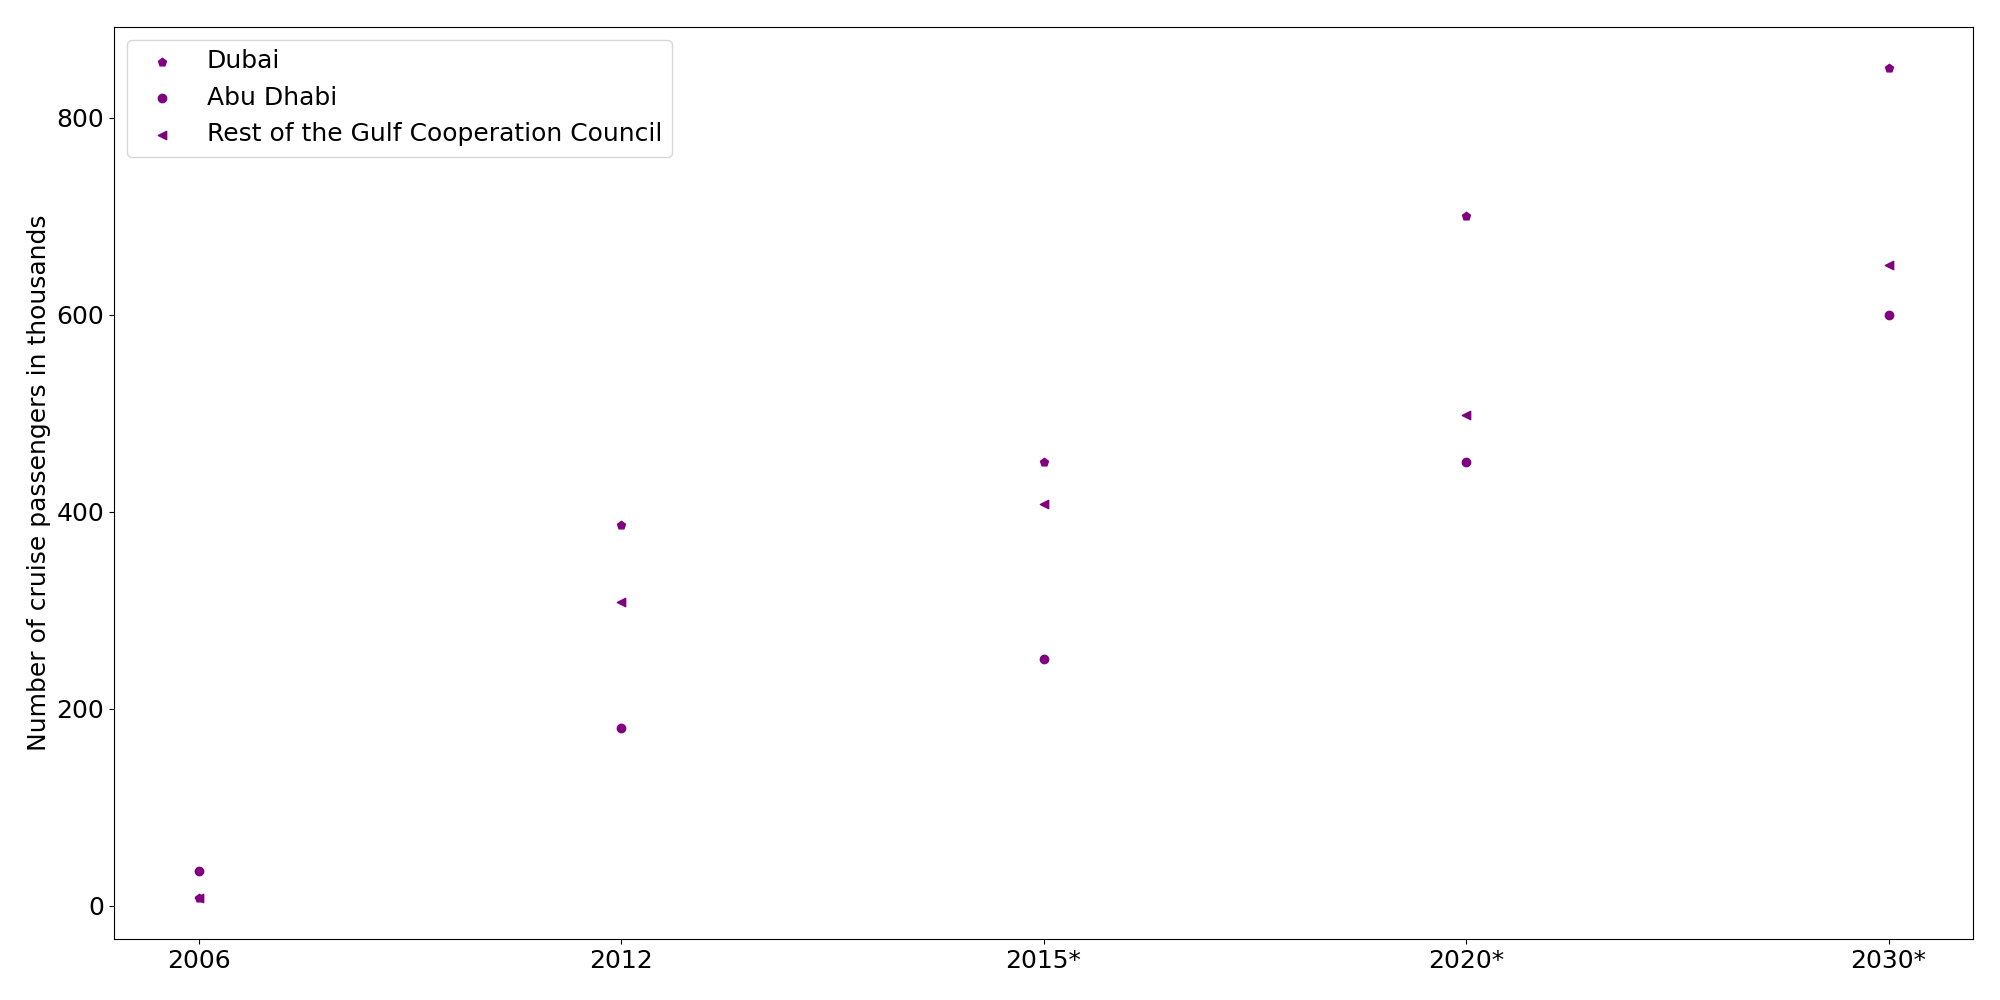 Dubai
Abu Dhabi
Rest of the Gulf Cooperation Council
Number of cruise passengers in thousands
800
600
400
200
0
2006 2012 2015* 2020* 2030*